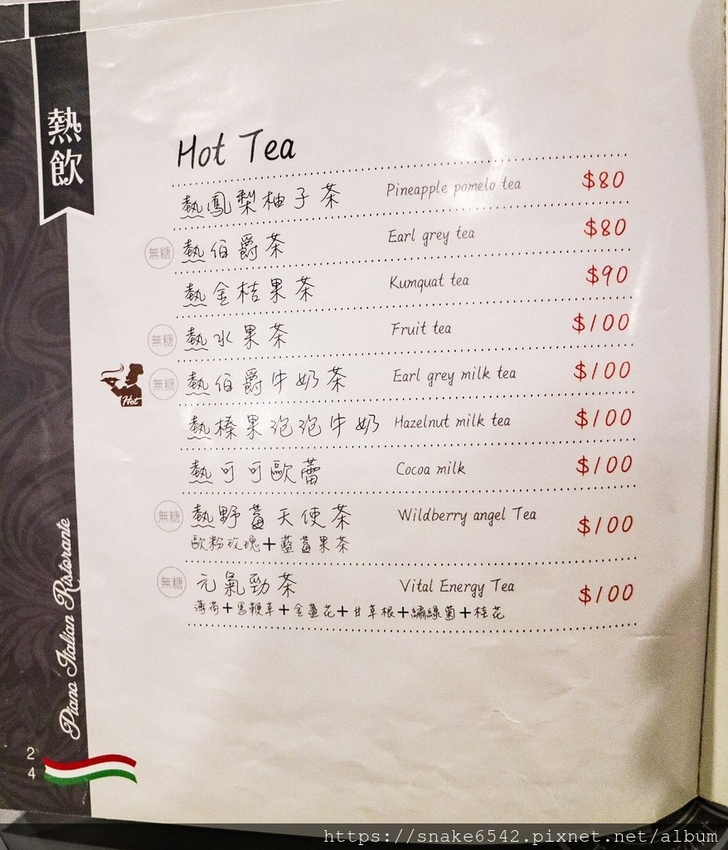 熱飲
Hot Tea
熱鳳梨柚子茶 Pineapple pomelo tea $80
無糖 熱伯爵茶 Earl grey tea $80
熱金桔果茶 Kumquat tea $90
無糖 熱水果茶 Fruit tea $100
Hot 無糖 熱伯爵牛奶茶 Earl grey milk tea $100
熱榛果泡泡牛奶 Hazelnut milk tea $100
熱可可歐蕾 Cocoa milk $100
無糖 熱野莓天使茶 Wildberry angel Tea $100
歐粉玫瑰+藍莓果茶
無糖 元氣勁茶 Vital Energy Tea $100
薄荷+馬鞭草+金盞花+甘草根+繡線菊+桂花
Piano Italian Ristorante
24
https://snake6542.pixnet.net/album